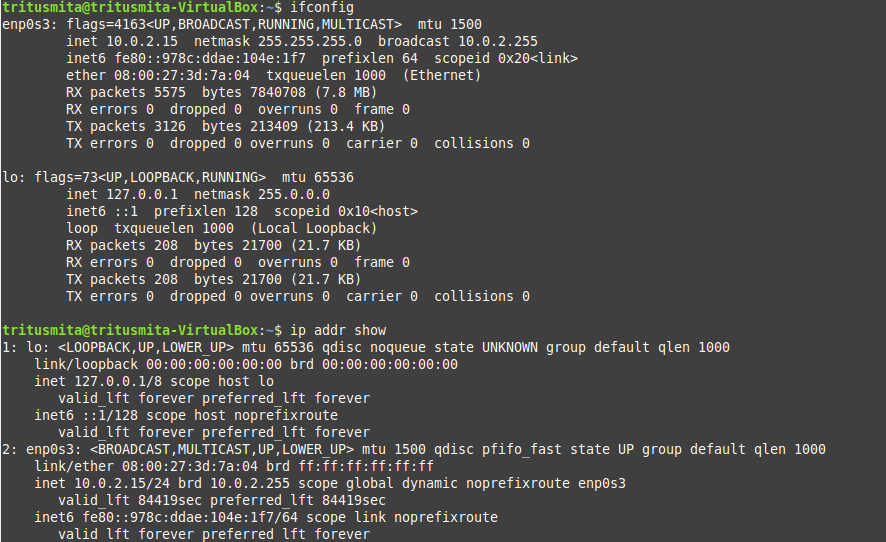 tritusmita@tritusmita-VirtualBox:~$ ifconfig
enp0s3: flags=4163<UP,BROADCAST,RUNNING,MULTICAST>  mtu 1500
        inet 10.0.2.15  netmask 255.255.255.0  broadcast 10.0.2.255
        inet6 fe80::978c:ddae:104e:1f7  prefixlen 64  scopeid 0x20<link>
        ether 08:00:27:3d:7a:04  txqueuelen 1000  (Ethernet)
        RX packets 5575  bytes 7840708 (7.8 MB)
        RX errors 0  dropped 0  overruns 0  frame 0
        TX packets 3126  bytes 213409 (213.4 KB)
        TX errors 0  dropped 0 overruns 0  carrier 0  collisions 0

lo: flags=73<UP,LOOPBACK,RUNNING>  mtu 65536
        inet 127.0.0.1  netmask 255.0.0.0
        inet6 ::1  prefixlen 128  scopeid 0x10<host>
        loop  txqueuelen 1000  (Local Loopback)
        RX packets 208  bytes 21700 (21.7 KB)
        RX errors 0  dropped 0  overruns 0  frame 0
        TX packets 208  bytes 21700 (21.7 KB)
        TX errors 0  dropped 0 overruns 0  carrier 0  collisions 0

tritusmita@tritusmita-VirtualBox:~$ ip addr show
1: lo: <LOOPBACK,UP,LOWER_UP> mtu 65536 qdisc noqueue state UNKNOWN group default qlen 1000
    link/loopback 00:00:00:00:00:00 brd 00:00:00:00:00:00
    inet 127.0.0.1/8 scope host lo
       valid_lft forever preferred_lft forever
    inet6 ::1/128 scope host noprefixroute
       valid_lft forever preferred_lft forever
2: enp0s3: <BROADCAST,MULTICAST,UP,LOWER_UP> mtu 1500 qdisc pfifo_fast state UP group default qlen 1000
    link/ether 08:00:27:3d:7a:04 brd ff:ff:ff:ff:ff:ff
    inet 10.0.2.15/24 brd 10.0.2.255 scope global dynamic noprefixroute enp0s3
       valid_lft 84419sec preferred_lft 84419sec
    inet6 fe80::978c:ddae:104e:1f7/64 scope link noprefixroute
       valid_lft forever preferred_lft forever